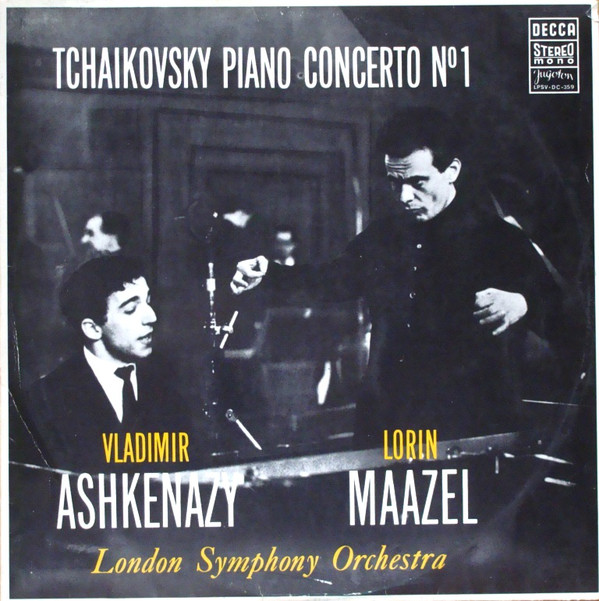 TCHAIKOVSKY PIANO CONCERTO Nº1
DECCA
STEREO
mono
Jugoton
LPSV-DC-359
VLADIMIR
ASHKENAZY
LORIN
MAAZEL
London Symphony Orchestra